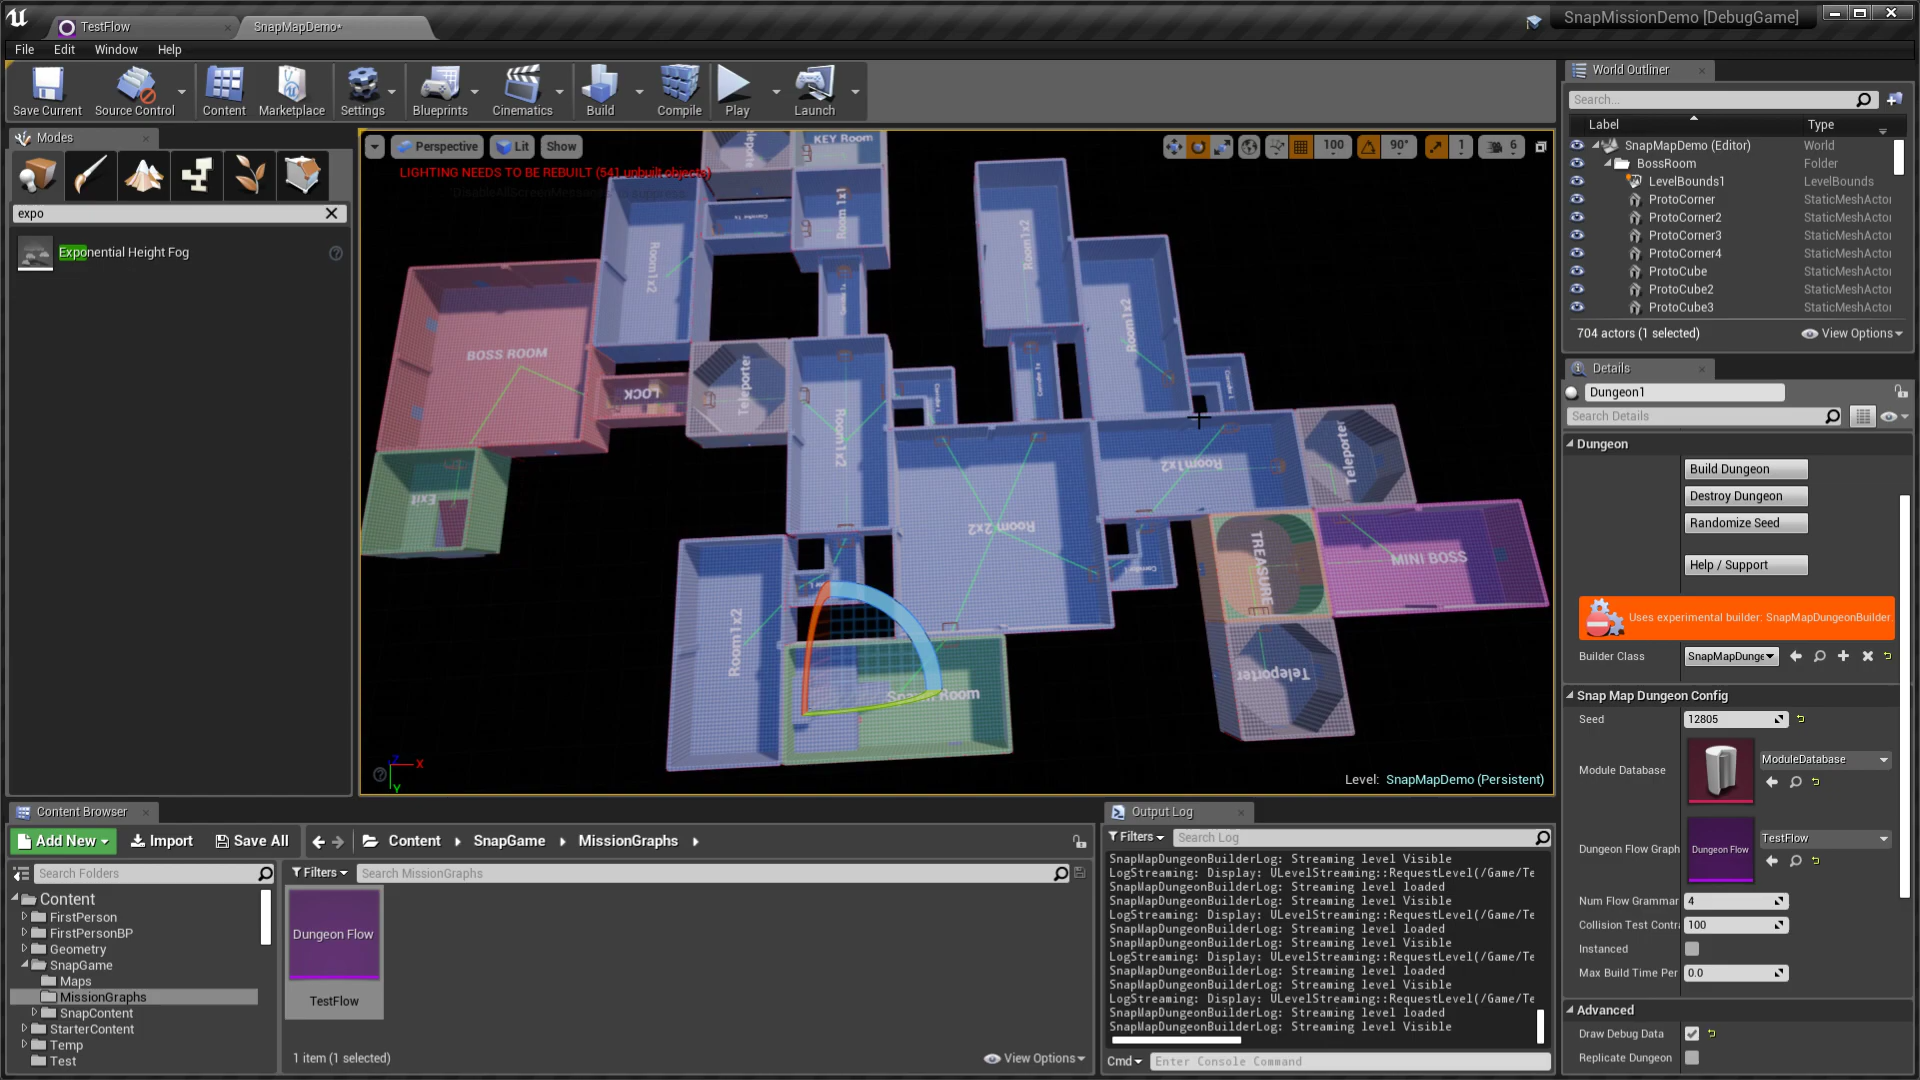 TestFlow
SnapMapDemo*
SnapMissionDemo [DebugGame]
File
Edit
Window
Help
Save Current
Source Control
Content
Marketplace
Settings
Blueprints
Cinematics
Build
Compile
Play
Launch
Modes
expo
Exponential Height Fog
Perspective
Lit
Show
100
90°
1
6
LIGHTING NEEDS TO BE REBUILT (541 unbuilt objects)
KEY Room
Room 1x1
Room1x2
Room1x2
Room1x2
BOSS ROOM
LOCK
Teleporter
Room1x2
Exit
Room 2x2
Room1x2
Teleporter
TREASURE
MINI BOSS
Teleporter
Room1x2
Level: SnapMapDemo (Persistent)
X
Y
World Outliner
Search...
Label
Type
SnapMapDemo (Editor)
World
BossRoom
Folder
LevelBounds1
LevelBounds
ProtoCorner
StaticMeshActor
ProtoCorner2
StaticMeshActor
ProtoCorner3
StaticMeshActor
ProtoCorner4
StaticMeshActor
ProtoCube
StaticMeshActor
ProtoCube2
StaticMeshActor
ProtoCube3
StaticMeshActor
704 actors (1 selected)
View Options
Details
Dungeon1
Search Details
Dungeon
Build Dungeon
Destroy Dungeon
Randomize Seed
Help / Support
Uses experimental builder: SnapMapDungeonBuilder.
Builder Class
SnapMapDunge
Snap Map Dungeon Config
Seed
12805
Module Database
ModuleDatabase
Dungeon Flow Graph
Dungeon Flow
TestFlow
Num Flow Grammar
4
Collision Test Contra
100
Instanced
Max Build Time Per
0.0
Advanced
Draw Debug Data
Replicate Dungeon
Content Browser
Add New
Import
Save All
Content
SnapGame
MissionGraphs
Search Folders
Filters
Search MissionGraphs
Content
FirstPerson
FirstPersonBP
Geometry
SnapGame
Maps
MissionGraphs
SnapContent
StarterContent
Temp
Test
Dungeon Flow
TestFlow
1 item (1 selected)
View Options
Output Log
Filters
Search Log
SnapMapDungeonBuilderLog: Streaming level Visible
LogStreaming: Display: ULevelStreaming::RequestLevel(/Game/Te
SnapMapDungeonBuilderLog: Streaming level loaded
SnapMapDungeonBuilderLog: Streaming level Visible
LogStreaming: Display: ULevelStreaming::RequestLevel(/Game/Te
SnapMapDungeonBuilderLog: Streaming level loaded
SnapMapDungeonBuilderLog: Streaming level Visible
LogStreaming: Display: ULevelStreaming::RequestLevel(/Game/Te
SnapMapDungeonBuilderLog: Streaming level loaded
SnapMapDungeonBuilderLog: Streaming level Visible
LogStreaming: Display: ULevelStreaming::RequestLevel(/Game/Te
SnapMapDungeonBuilderLog: Streaming level loaded
SnapMapDungeonBuilderLog: Streaming level Visible
Cmd
Enter Console Command